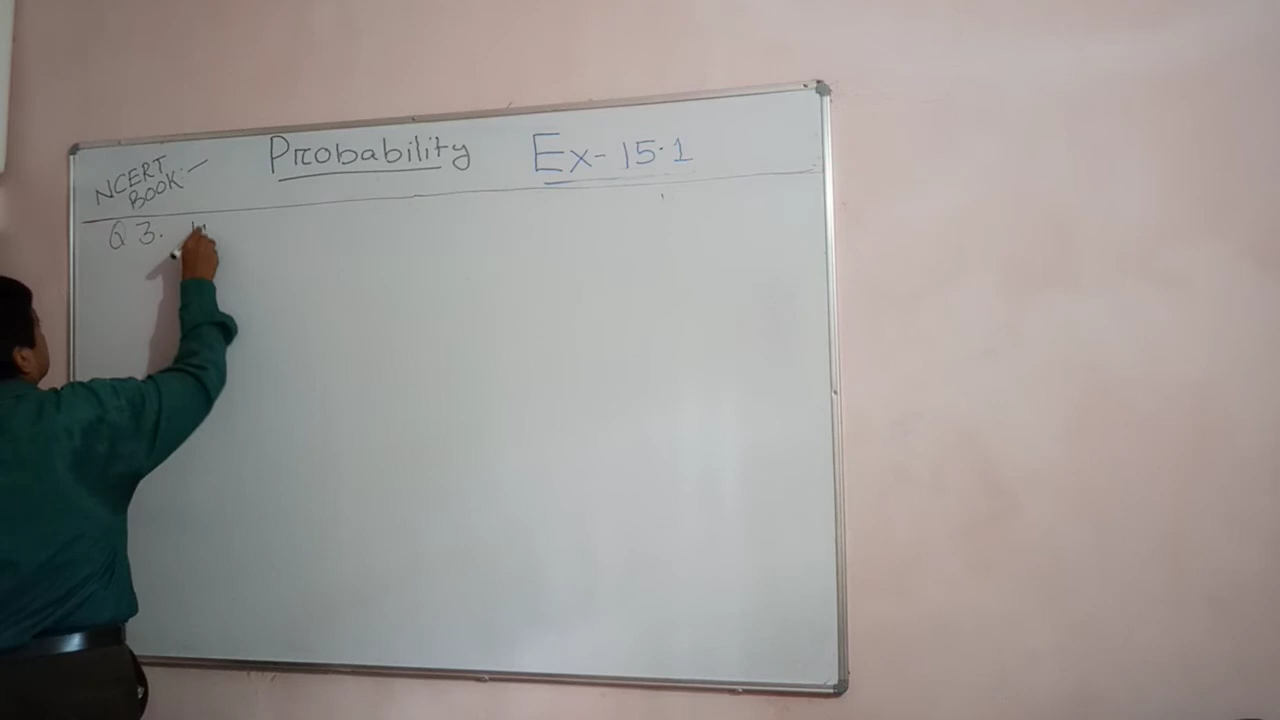 NCERT
BOOK:-
Probability
Ex-15.1
Q 3.